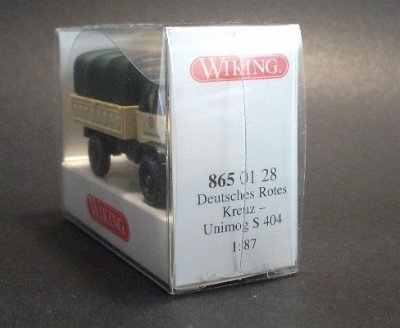 WIKING
865 01 28
Deutsches Rotes
Kreuz –
Unimog S 404
1:87
WIKING